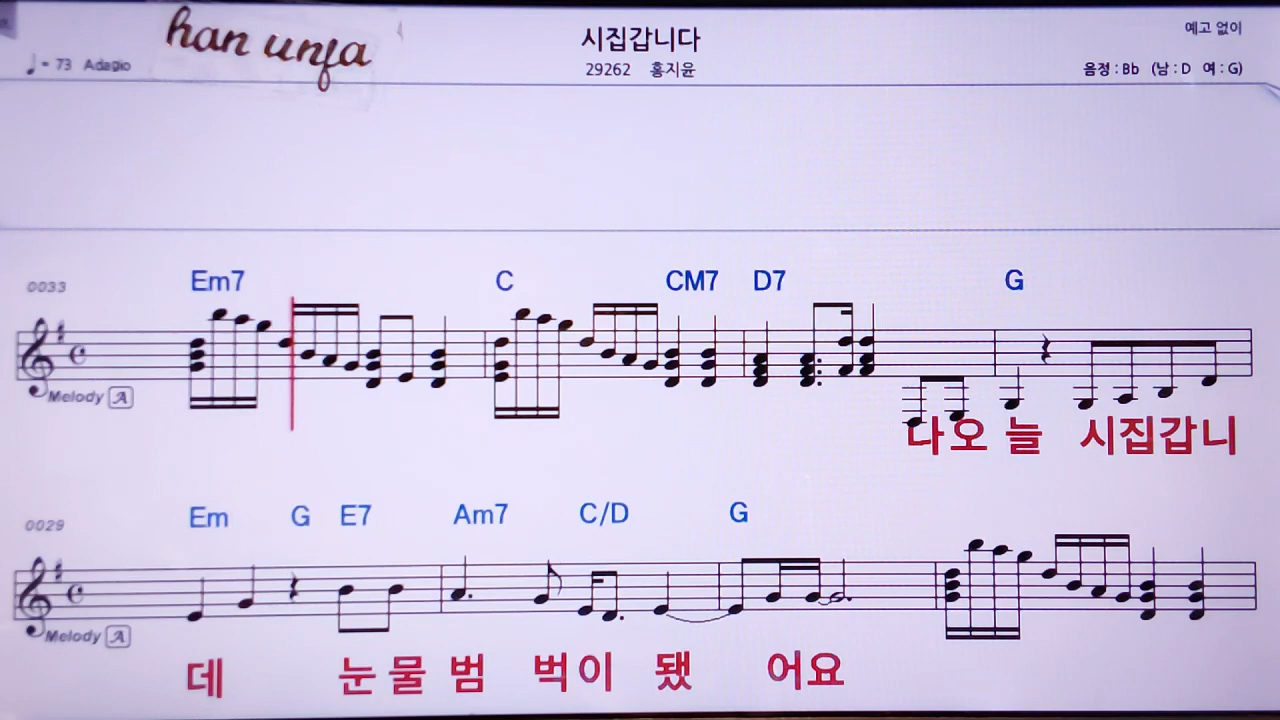 han unfa
시집갑니다
예고 없이
♩= 73 Adagio
29262 홍지윤
음정 : Bb (남 : D 여 : G)
0033
Em7 C CM7 D7 G
Melody A
다오 늘 시집갑니
0029
Em G E7 Am7 C/D G
Melody A
데 눈물 범 벅이 됐 어요